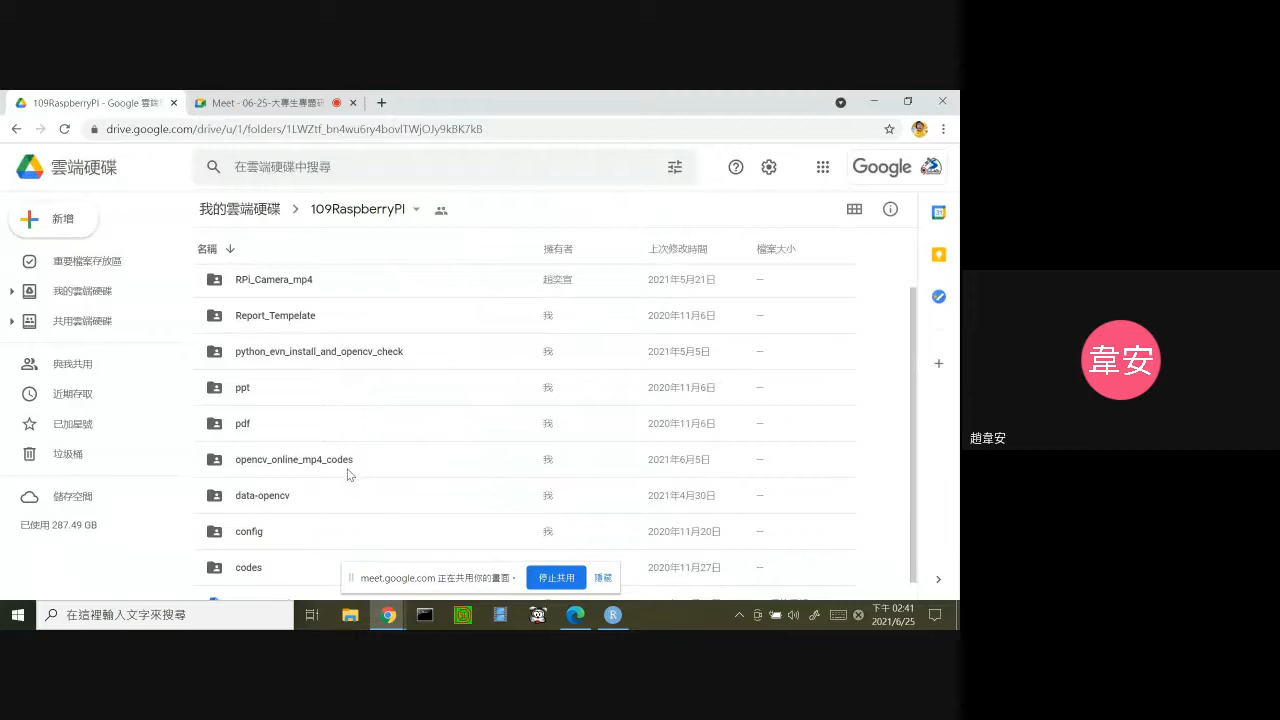 109RaspberryPI - Google 雲端
Meet - 06-25-大專生專題研
drive.google.com/drive/u/1/folders/1LWZtf_bn4wu6ry4bovlTWjOJy9kBK7kB
雲端硬碟
在雲端硬碟中搜尋
Google
新增
我的雲端硬碟
109RaspberryPI
名稱
擁有者
上次修改時間
檔案大小
重要檔案存放區
我的雲端硬碟
共用雲端硬碟
與我共用
近期存取
已加星號
垃圾桶
儲存空間
已使用 287.49 GB
RPi_Camera_mp4 趙奕宣 2021年5月21日 —
Report_Tempelate 我 2020年11月6日 —
python_evn_install_and_opencv_check 我 2021年5月5日 —
ppt 我 2020年11月6日 —
pdf 我 2020年11月6日 —
opencv_online_mp4_codes 我 2021年6月5日 —
data-opencv 我 2021年4月30日 —
config 我 2020年11月20日 —
codes 2020年11月27日 —
meet.google.com 正在共用你的畫面。
停止共用
隱藏
在這裡輸入文字來搜尋
下午 02:41
2021/6/25
韋安
趙韋安